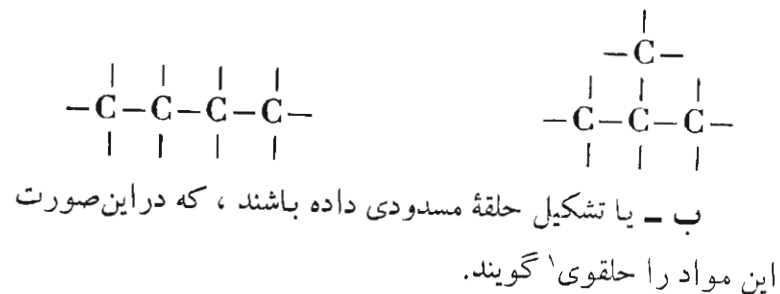 –C–
–C–C–C–C–
–C–C–C–
ب – یا تشکیل حلقهٔ مسدودی داده باشند ، که دراین‌صورت
این مواد را حلقوی۱ گویند.